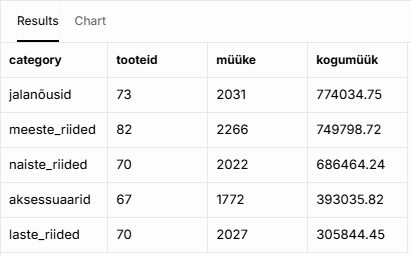 Results Chart
category tooteid müüke kogumüük
jalanõusid 73 2031 774034.75
meeste_riided 82 2266 749798.72
naiste_riided 70 2022 686464.24
aksessuaarid 67 1772 393035.82
laste_riided 70 2027 305844.45